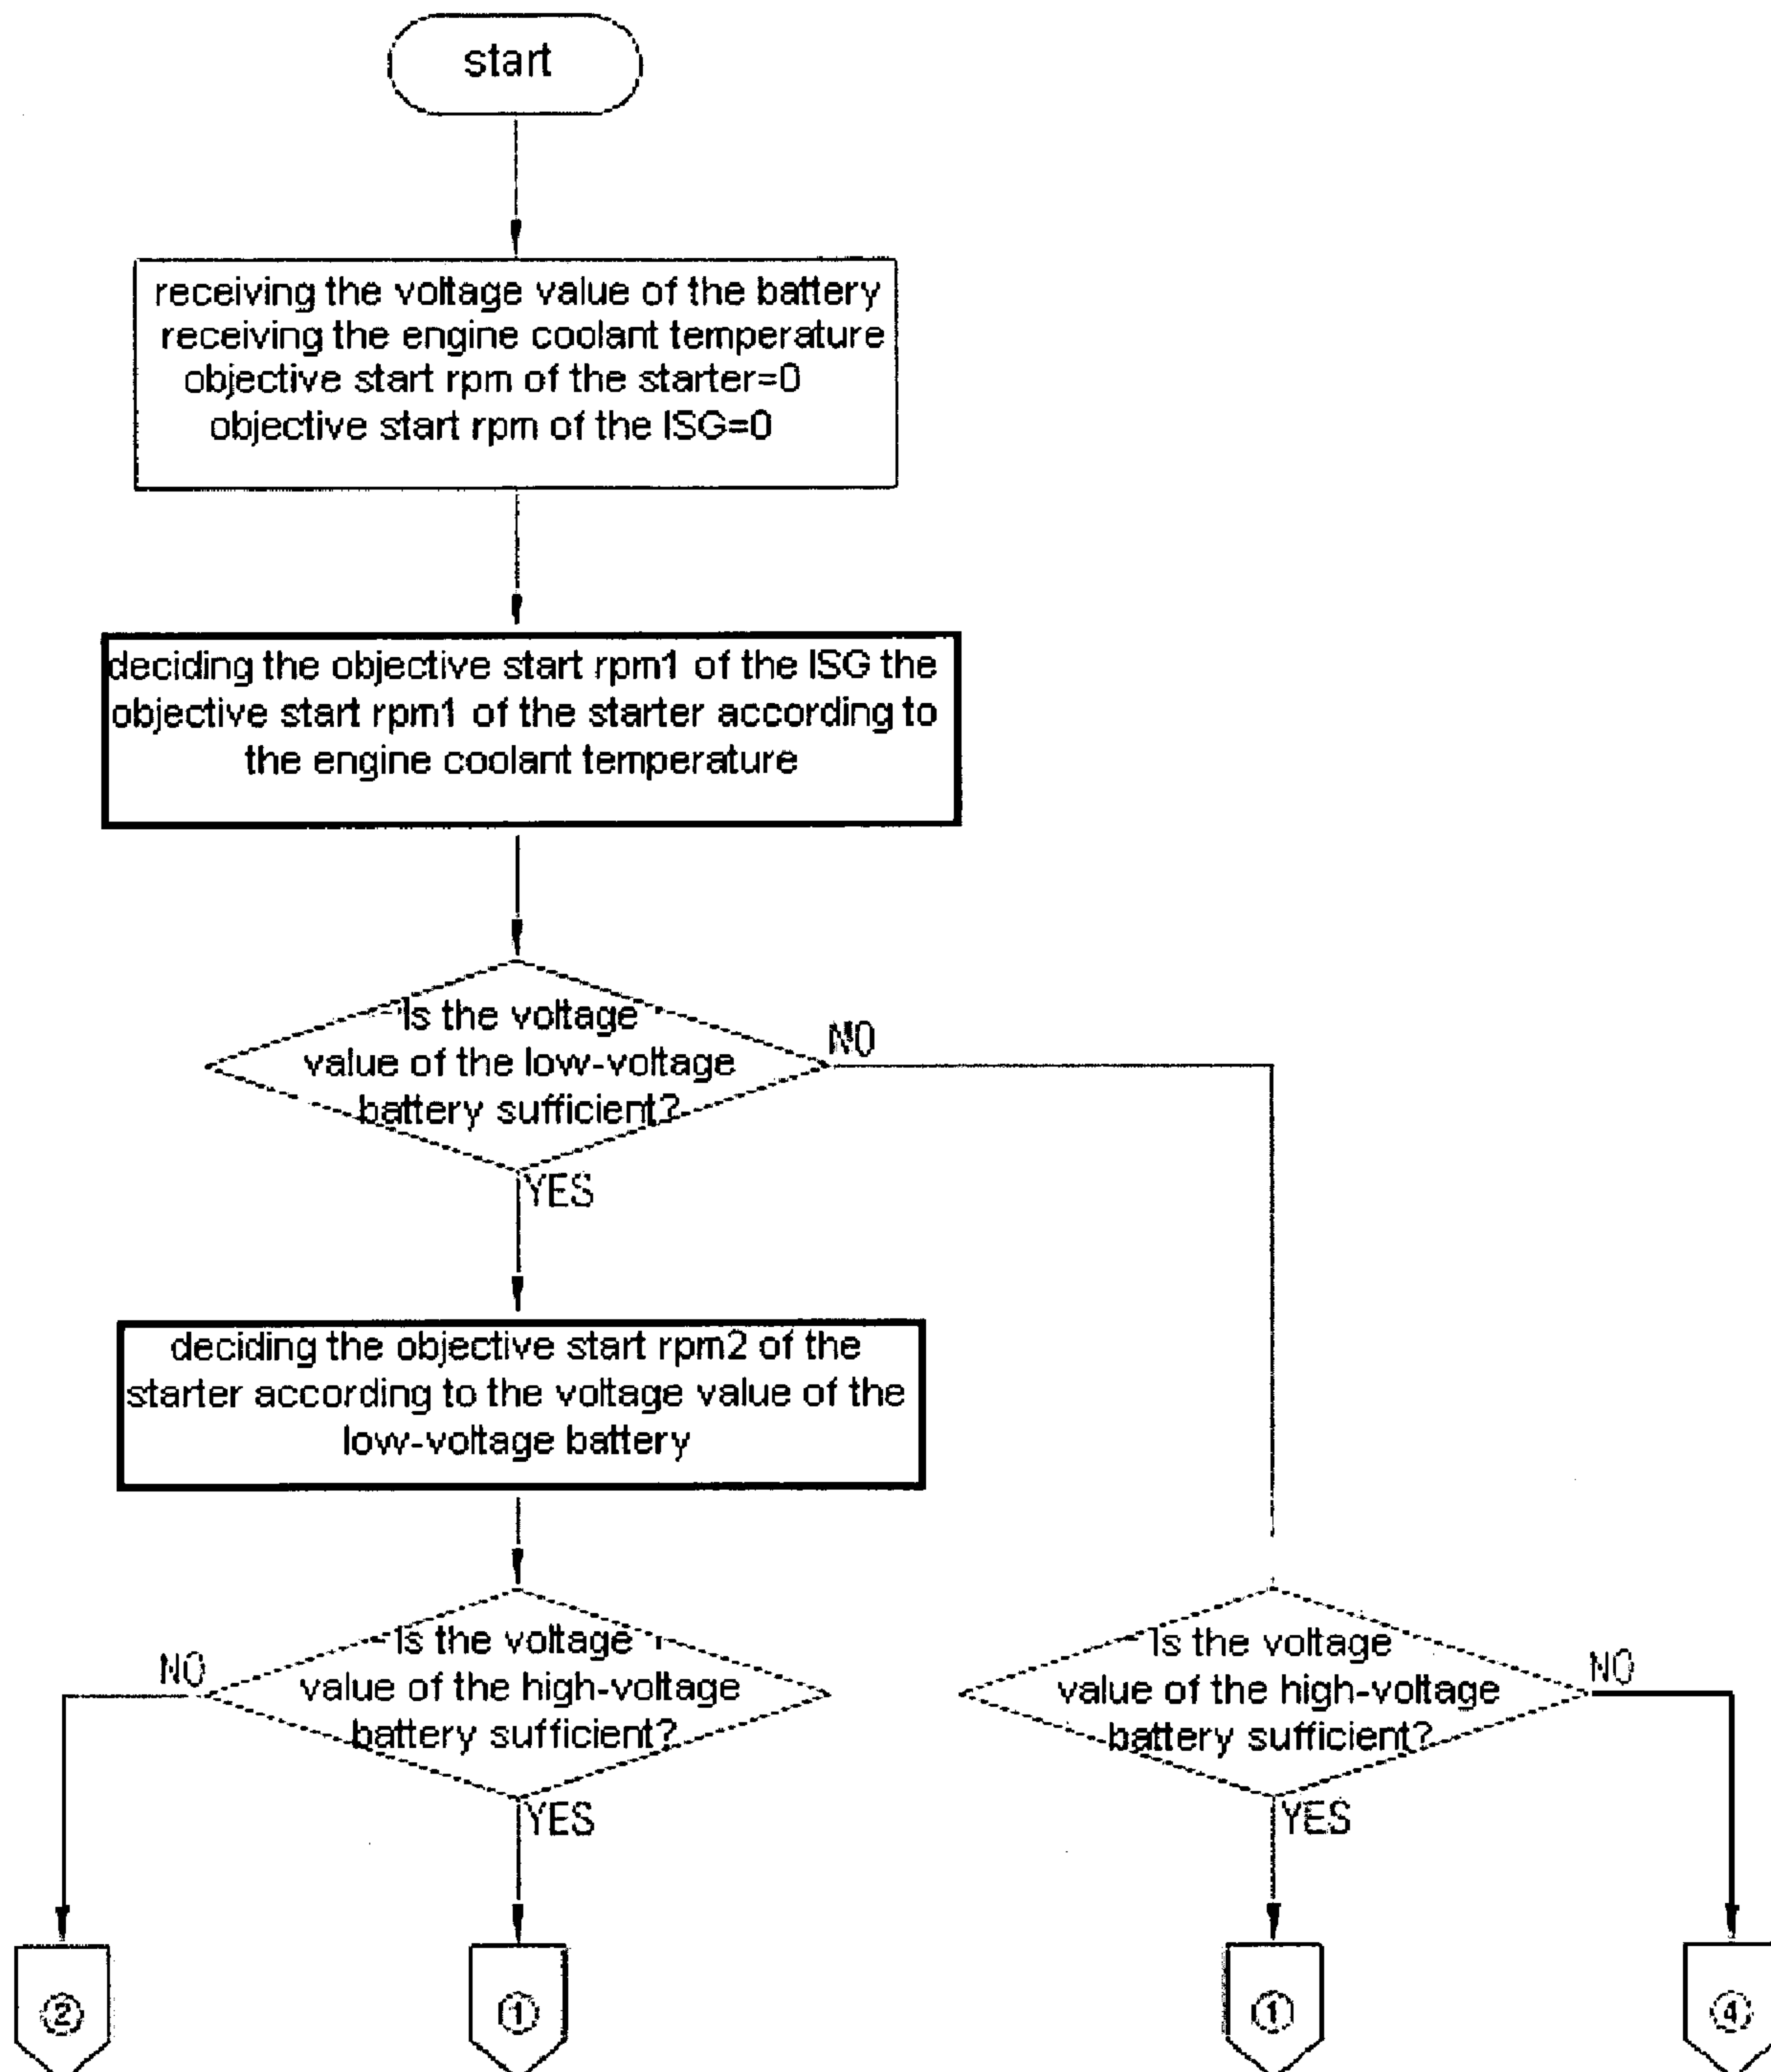 start
receiving the voltage value of the battery
receiving the engine coolant temperature
objective start rpm of the starter=0
objective start rpm of the ISG=0
deciding the objective start rpm1 of the ISG the
objective start rpm1 of the starter according to
the engine coolant temperature
Is the voltage
value of the low-voltage
battery sufficient?
NO
YES
deciding the objective start rpm2 of the
starter according to the voltage value of the
low-voltage battery
Is the voltage
value of the high-voltage
battery sufficient?
NO
YES
Is the voltage
value of the high-voltage
battery sufficient?
NO
YES
②
①
①
④